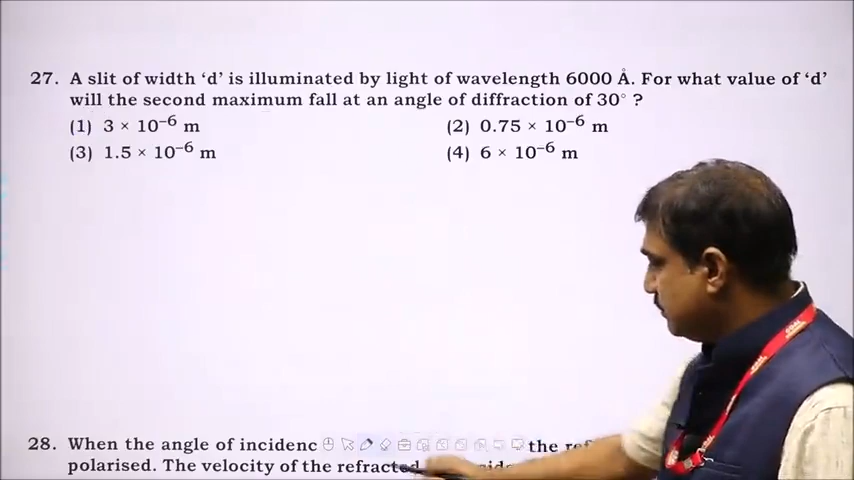 27. A slit of width 'd' is illuminated by light of wavelength 6000 Å. For what value of 'd'
will the second maximum fall at an angle of diffraction of 30° ?
(1) 3 × 10⁻⁶ m (2) 0.75 × 10⁻⁶ m
(3) 1.5 × 10⁻⁶ m (4) 6 × 10⁻⁶ m
28. When the angle of incidenc the
polarised. The velocity of the refracted